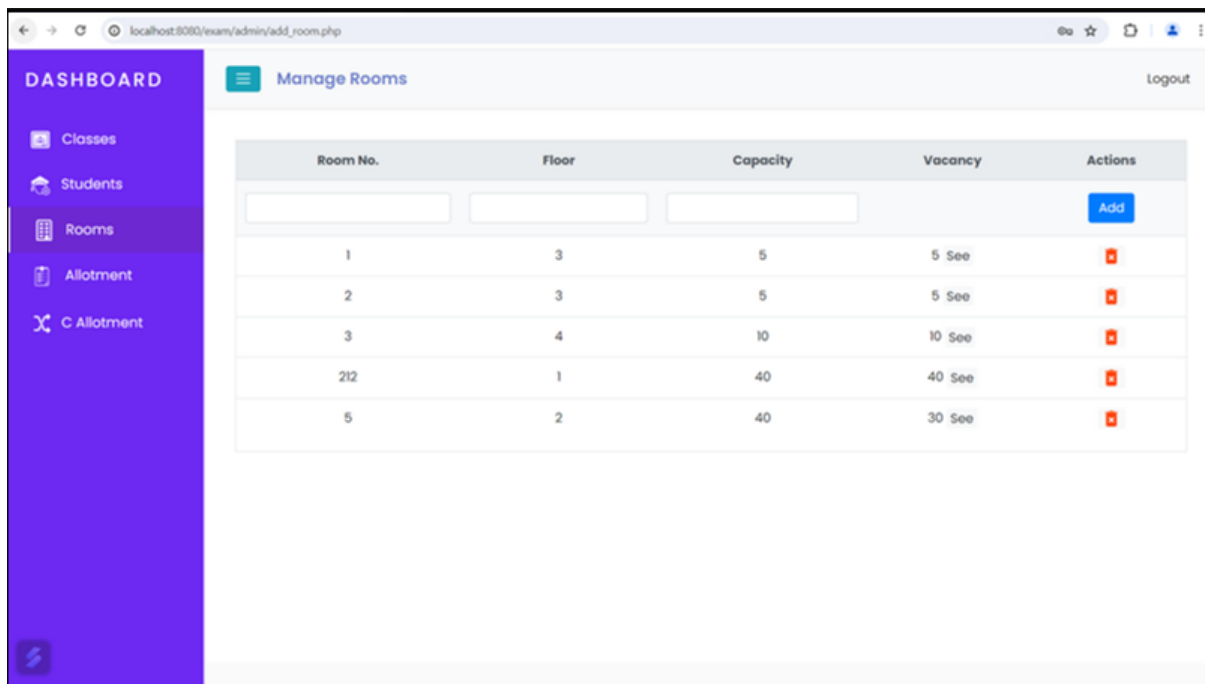 localhost:8080/exam/admin/add_room.php
DASHBOARD
Manage Rooms
Logout
Classes
Students
Rooms
Allotment
C Allotment
Room No. Floor Capacity Vacancy Actions
Add
1 3 5 5 See
2 3 5 5 See
3 4 10 10 See
212 1 40 40 See
5 2 40 30 See